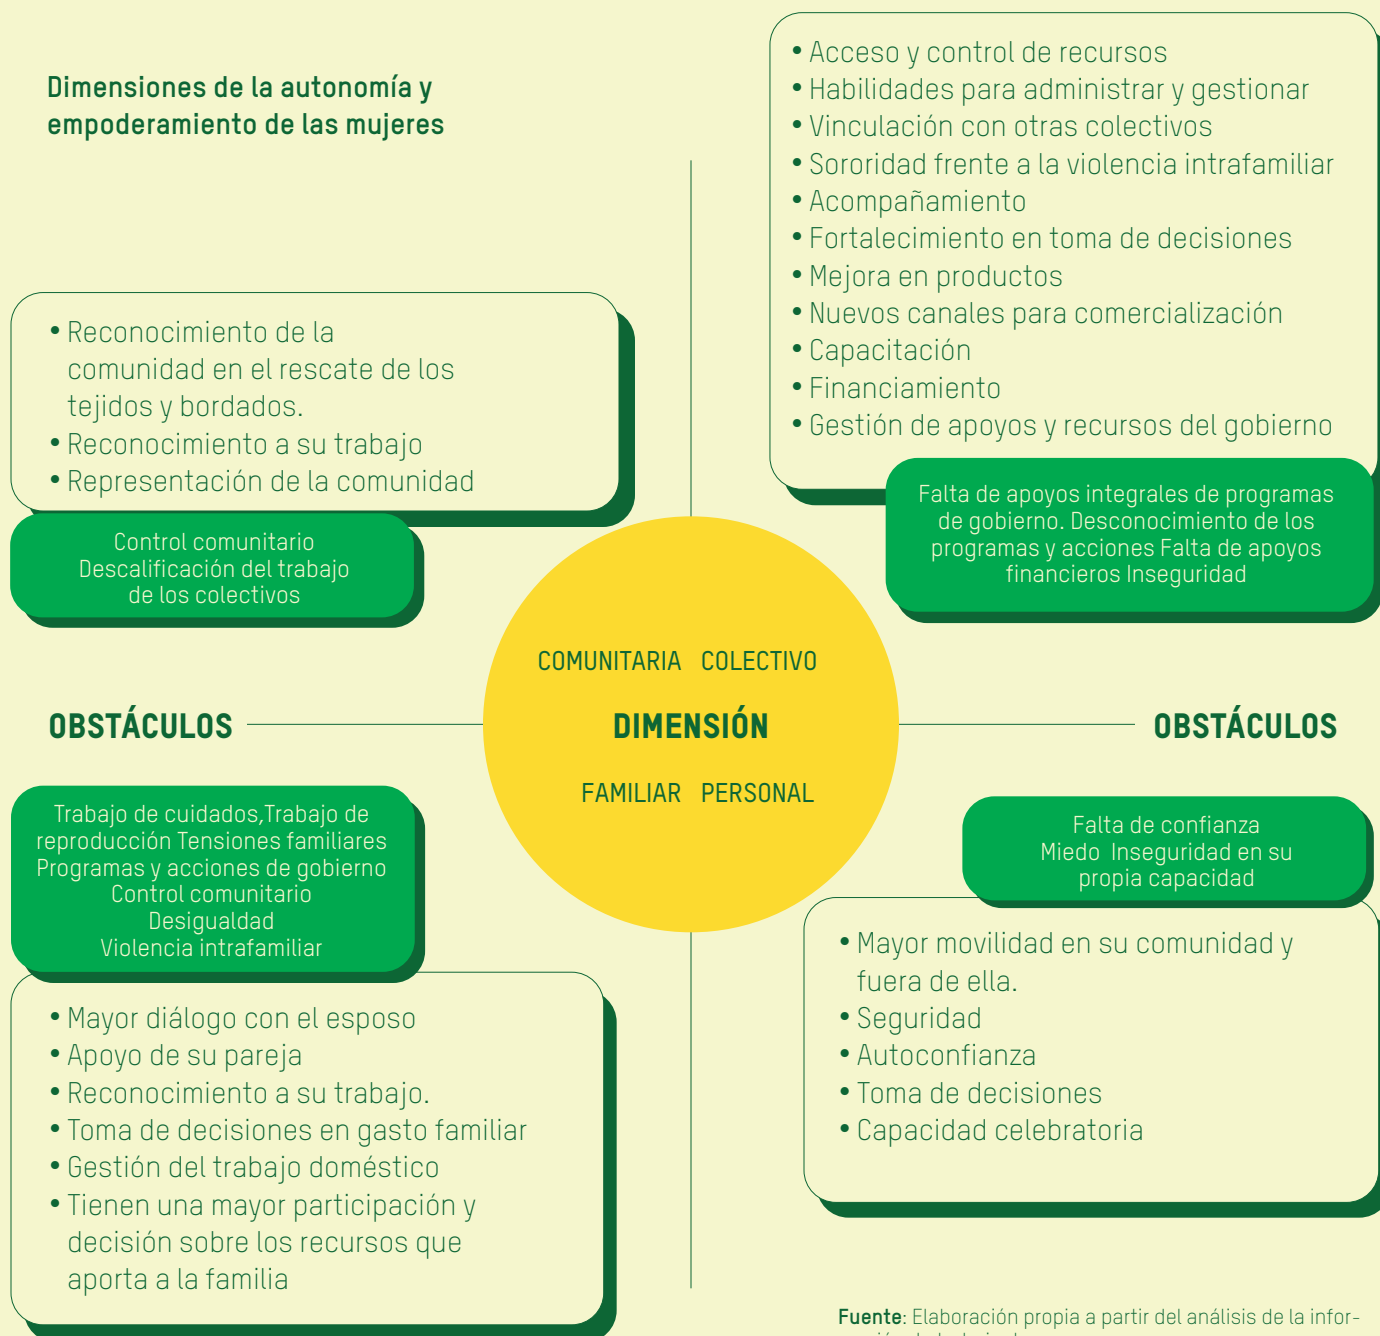 Dimensiones de la autonomía y
empoderamiento de las mujeres
• Acceso y control de recursos
• Habilidades para administrar y gestionar
• Vinculación con otras colectivos
• Sororidad frente a la violencia intrafamiliar
• Acompañamiento
• Fortalecimiento en toma de decisiones
• Mejora en productos
• Nuevos canales para comercialización
• Capacitación
• Financiamiento
• Gestión de apoyos y recursos del gobierno
Falta de apoyos integrales de programas
de gobierno. Desconocimiento de los
programas y acciones Falta de apoyos
financieros Inseguridad
• Reconocimiento de la
comunidad en el rescate de los
tejidos y bordados.
• Reconocimiento a su trabajo
• Representación de la comunidad
Control comunitario
Descalificación del trabajo
de los colectivos
COMUNITARIA COLECTIVO
OBSTÁCULOS
DIMENSIÓN
OBSTÁCULOS
FAMILIAR PERSONAL
Trabajo de cuidados,Trabajo de
reproducción Tensiones familiares
Programas y acciones de gobierno
Control comunitario
Desigualdad
Violencia intrafamiliar
• Mayor diálogo con el esposo
• Apoyo de su pareja
• Reconocimiento a su trabajo.
• Toma de decisiones en gasto familiar
• Gestión del trabajo doméstico
• Tienen una mayor participación y
decisión sobre los recursos que
aporta a la familia
Falta de confianza
Miedo Inseguridad en su
propia capacidad
• Mayor movilidad en su comunidad y
fuera de ella.
• Seguridad
• Autoconfianza
• Toma de decisiones
• Capacidad celebratoria
Fuente: Elaboración propia a partir del análisis de la infor-